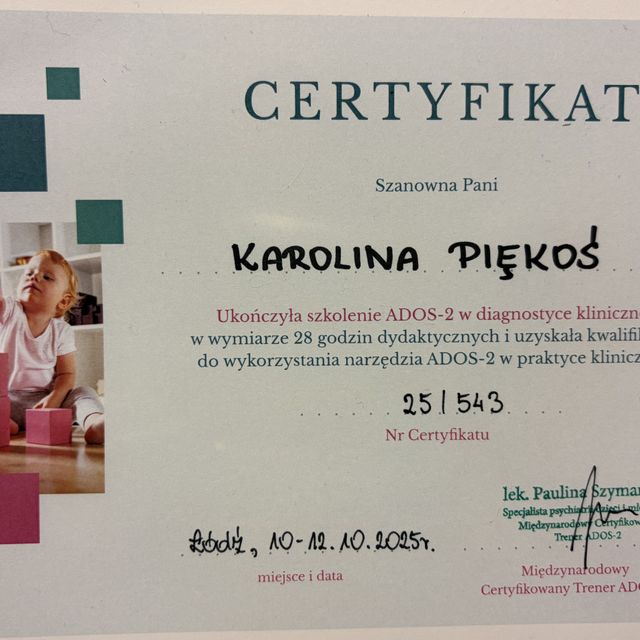 CERTYFIKAT
Szanowna Pani
KAROLINA PIĘKOŚ
Ukończyła szkolenie ADOS-2 w diagnostyce
w wymiarze 28 godzin dydaktycznych i uzyskała
do wykorzystania narzędzia ADOS-2 w praktyce
25/543
Nr Certyfikatu
lek. Paulina
Specjalista
Międzynarodowy
Trener ADOS-2
Łódź, 10-12.10.2025r.
miejsce i data
Międzynarodowy
Certyfikowany Trener